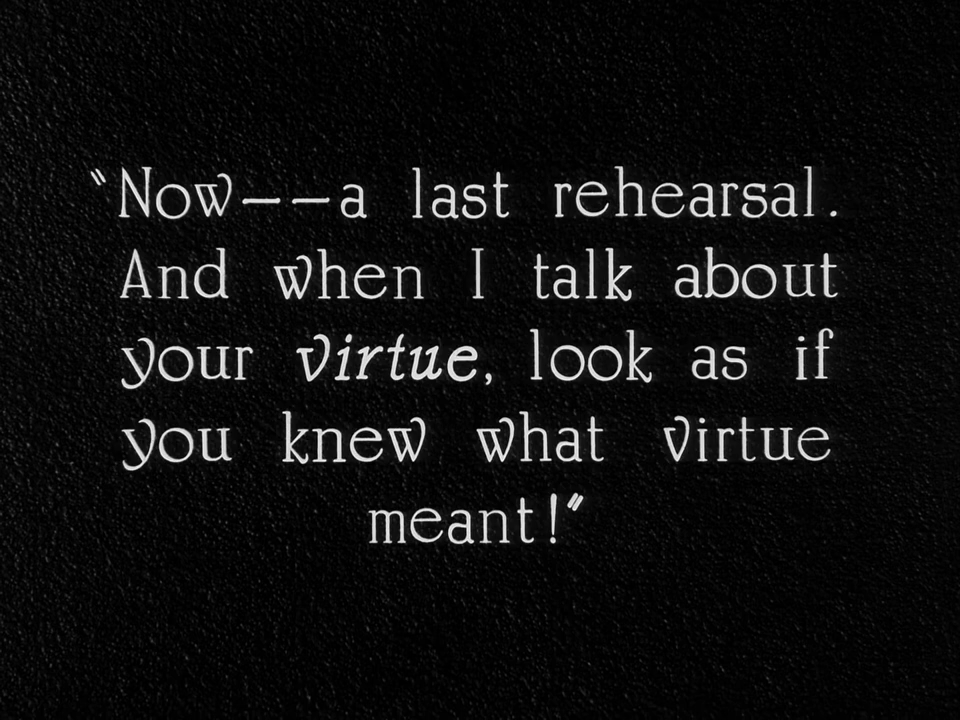 “Now——a last rehearsal.
And when I talk about
your virtue, look as if
you knew what virtue
meant!”